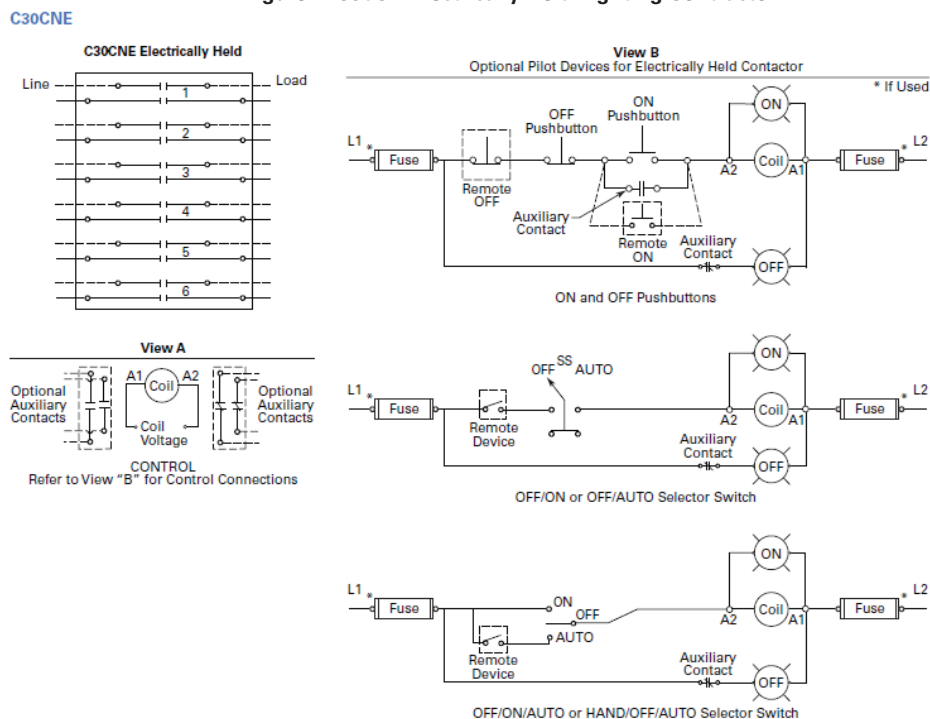 C30CNE
C30CNE Electrically Held
Line
Load
1
2
3
4
5
6
View A
Optional
Auxiliary
Contacts
A1
Coil
A2
Coil
Voltage
Optional
Auxiliary
Contacts
CONTROL
Refer to View "B" for Control Connections
View B
Optional Pilot Devices for Electrically Held Contactor
* If Used
L1
*
Fuse
Remote
OFF
OFF
Pushbutton
ON
Pushbutton
Auxiliary
Contact
Remote
ON
ON
A2
Coil
A1
Fuse
*
L2
Auxiliary
Contact
OFF
ON and OFF Pushbuttons
L1
*
Fuse
Remote
Device
OFF
SS
AUTO
ON
A2
Coil
A1
Fuse
*
L2
Auxiliary
Contact
OFF
OFF/ON or OFF/AUTO Selector Switch
L1
*
Fuse
Remote
Device
ON
OFF
AUTO
ON
A2
Coil
A1
Fuse
*
L2
Auxiliary
Contact
OFF
OFF/ON/AUTO or HAND/OFF/AUTO Selector Switch